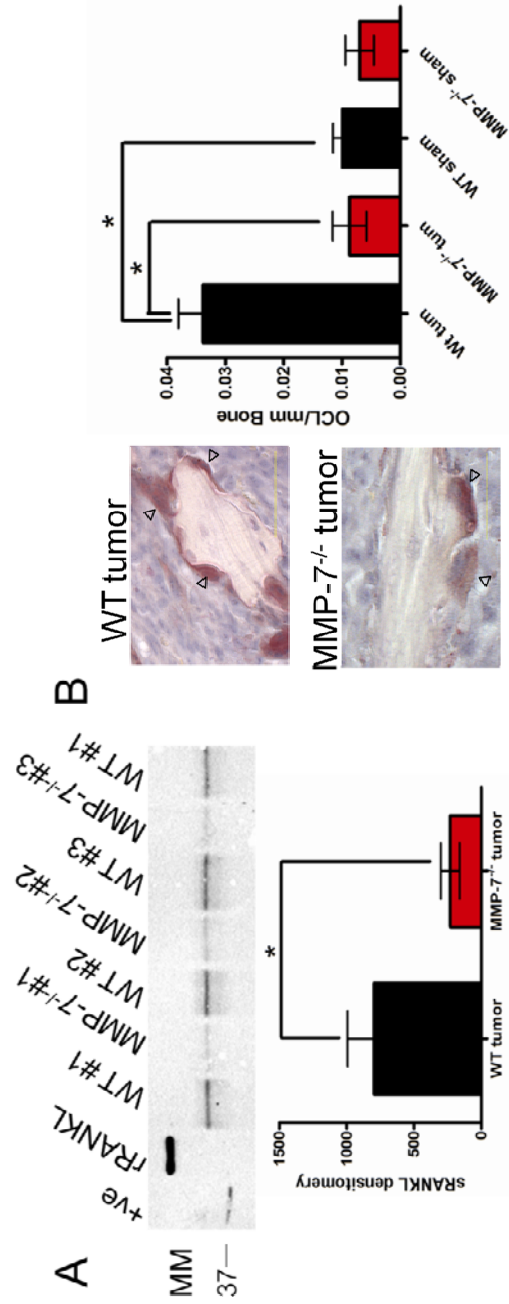 A
+ve
rRANKL
WT #1
MMP-7-/-#1
WT #2
MMP-7-/-#2
WT #3
MMP-7-/-#3
WT #1
MM
37—
sRANKL densitomery
1500
1000
500
0
*
WT tumor
MMP-7-/- tumor
B
WT tumor
MMP-7-/- tumor
OCL/mm Bone
0.04
0.03
0.02
0.01
0.00
*
*
Wt tum
MMP-7-/- tum
WT sham
MMP-7-/- sham